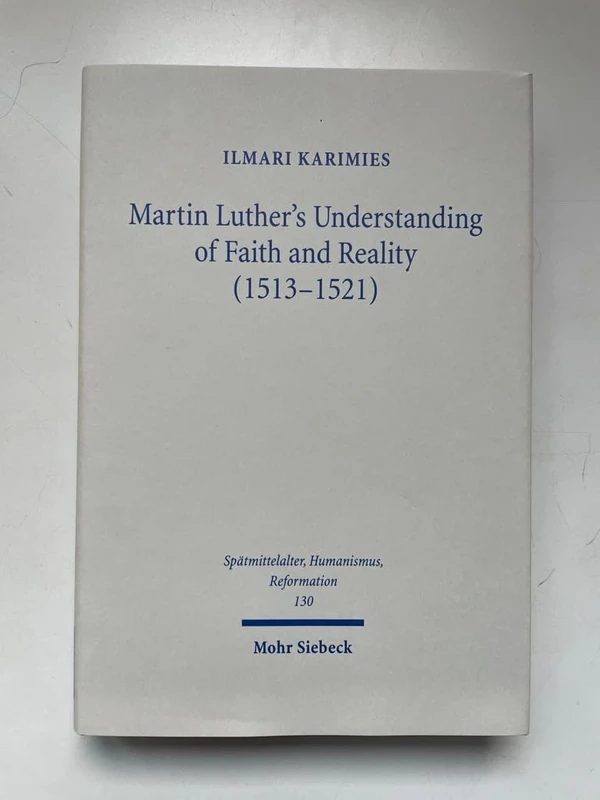 ILMARI KARIMIES
Martin Luther's Understanding
of Faith and Reality
(1513–1521)
Spätmittelalter, Humanismus,
Reformation
130
Mohr Siebeck